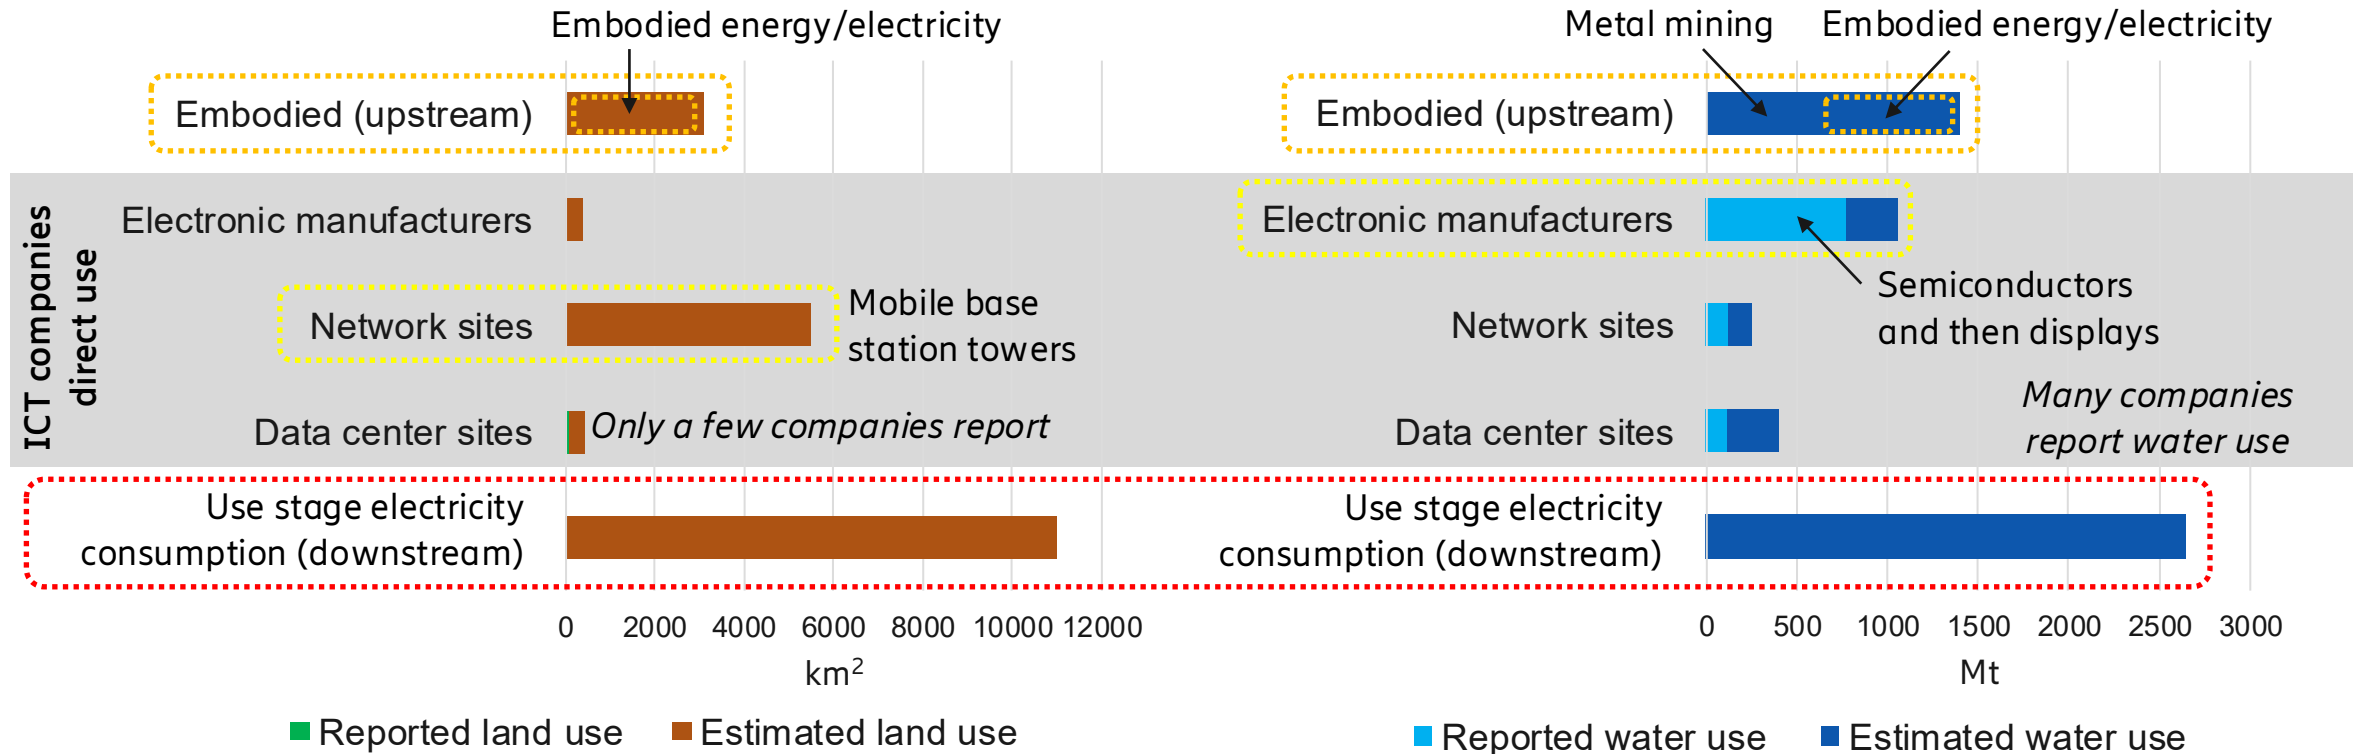 Embodied energy/electricity
Embodied (upstream)
ICT companies
direct use
Electronic manufacturers
Network sites
Mobile base
station towers
Data center sites
Only a few companies report
Use stage electricity
consumption (downstream)
0 2000 4000 6000 8000 10000 12000
km²
Reported land use Estimated land use
Metal mining Embodied energy/electricity
Embodied (upstream)
Electronic manufacturers
Semiconductors
and then displays
Network sites
Data center sites
Many companies
report water use
Use stage electricity
consumption (downstream)
0 500 1000 1500 2000 2500 3000
Mt
Reported water use Estimated water use